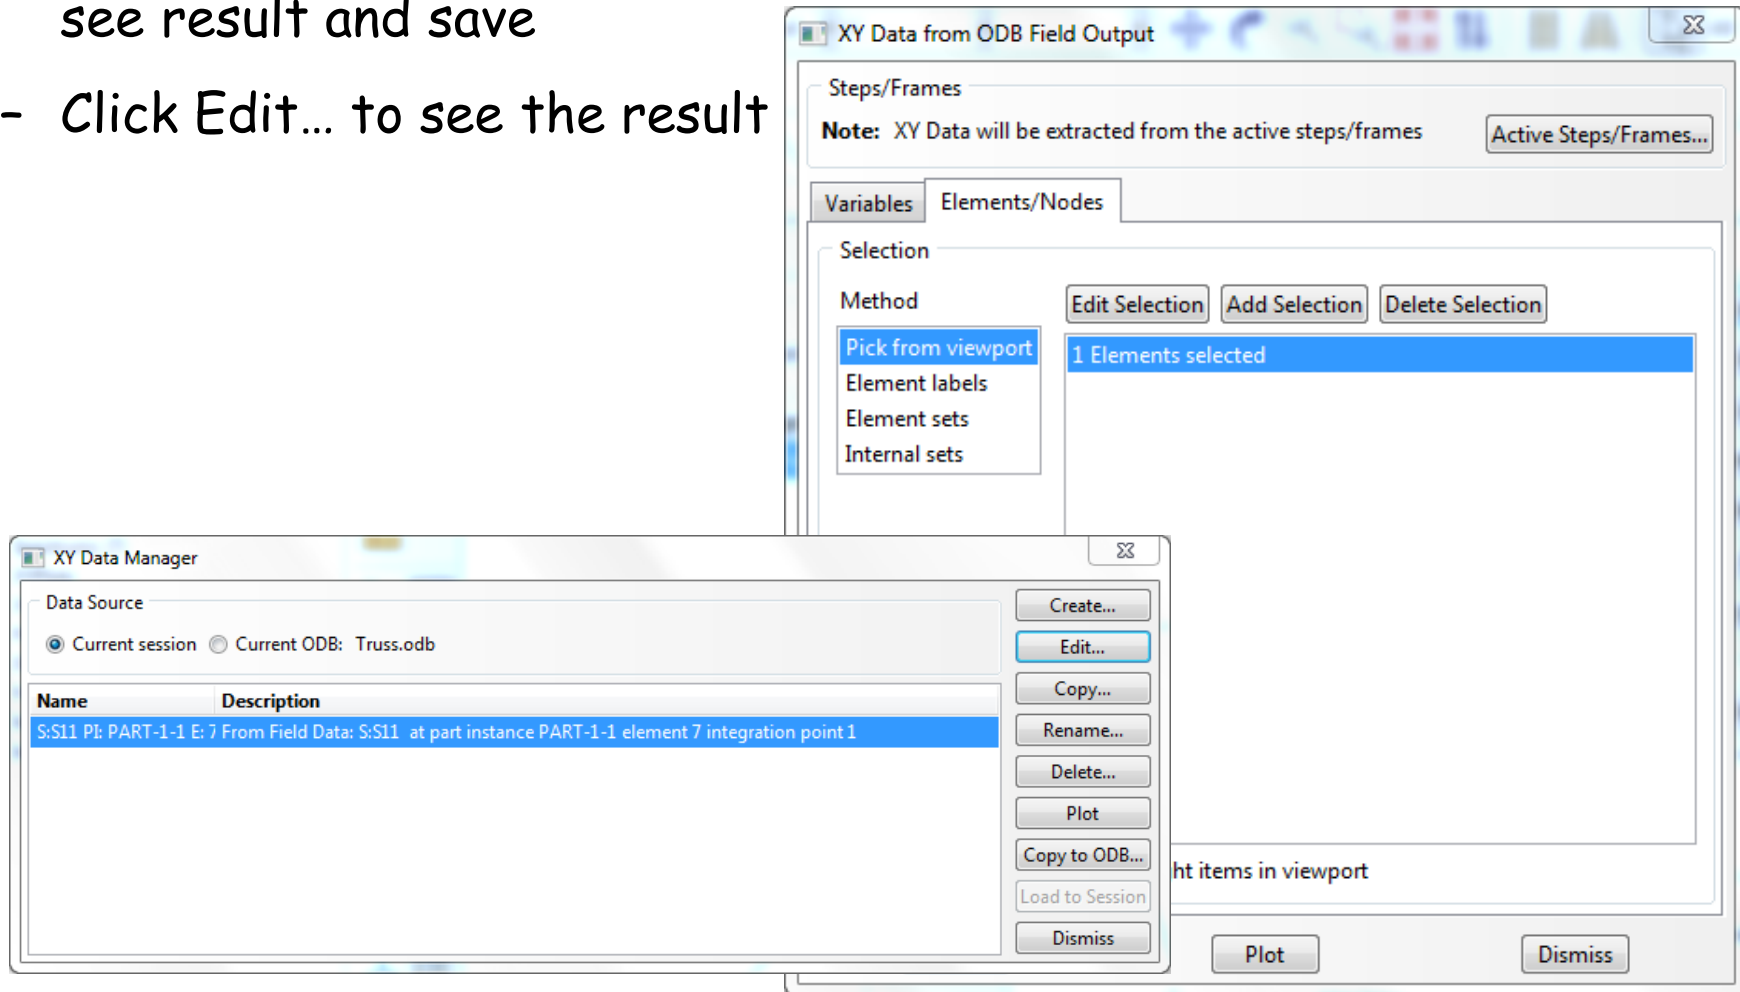 see result and save
– Click Edit... to see the result
XY Data from ODB Field Output
Steps/Frames
Note: XY Data will be extracted from the active steps/frames
Active Steps/Frames...
Variables
Elements/Nodes
Selection
Method
Edit Selection
Add Selection
Delete Selection
Pick from viewport
Element labels
Element sets
Internal sets
1 Elements selected
ht items in viewport
Plot
Dismiss
XY Data Manager
Data Source
Current session
Current ODB: Truss.odb
Name
Description
S:S11 PI: PART-1-1 E: 7
From Field Data: S:S11 at part instance PART-1-1 element 7 integration point 1
Create...
Edit...
Copy...
Rename...
Delete...
Plot
Copy to ODB...
Load to Session
Dismiss